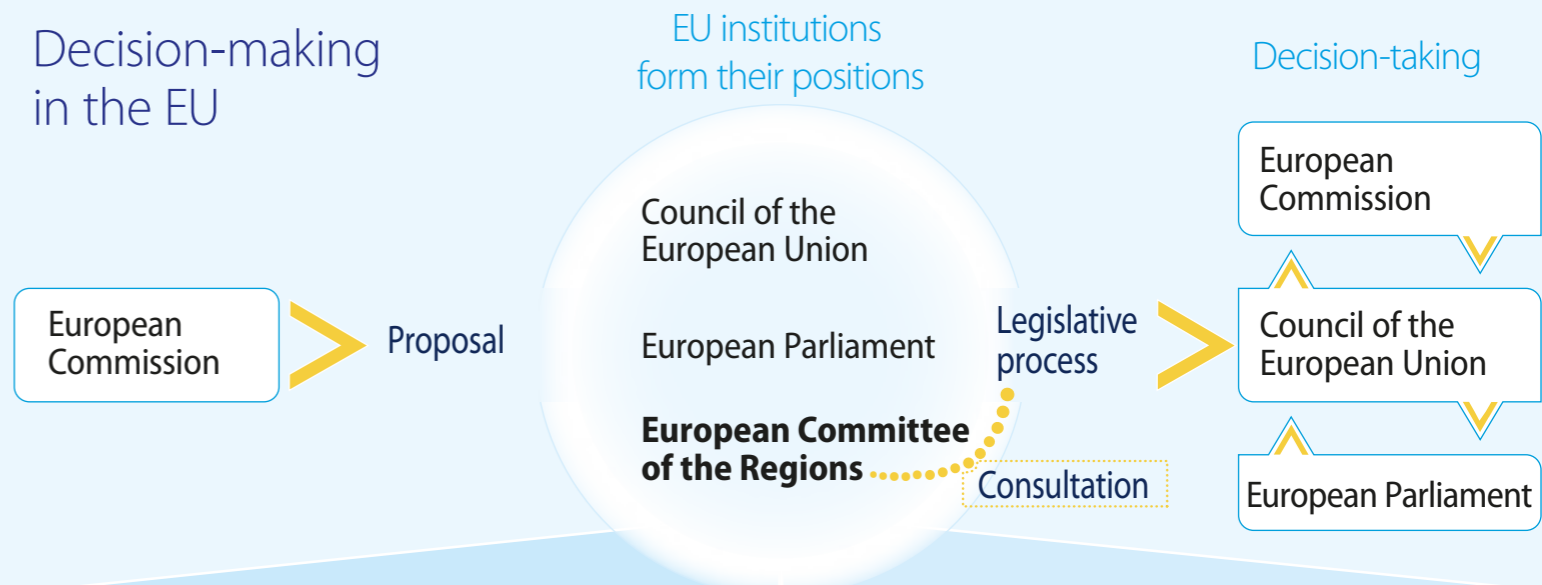 Decision-making
in the EU
EU institutions
form their positions
Decision-taking
European
Commission
Proposal
Council of the
European Union
European Parliament
European Committee
of the Regions
Legislative
process
Consultation
European
Commission
Council of the
European Union
European Parliament